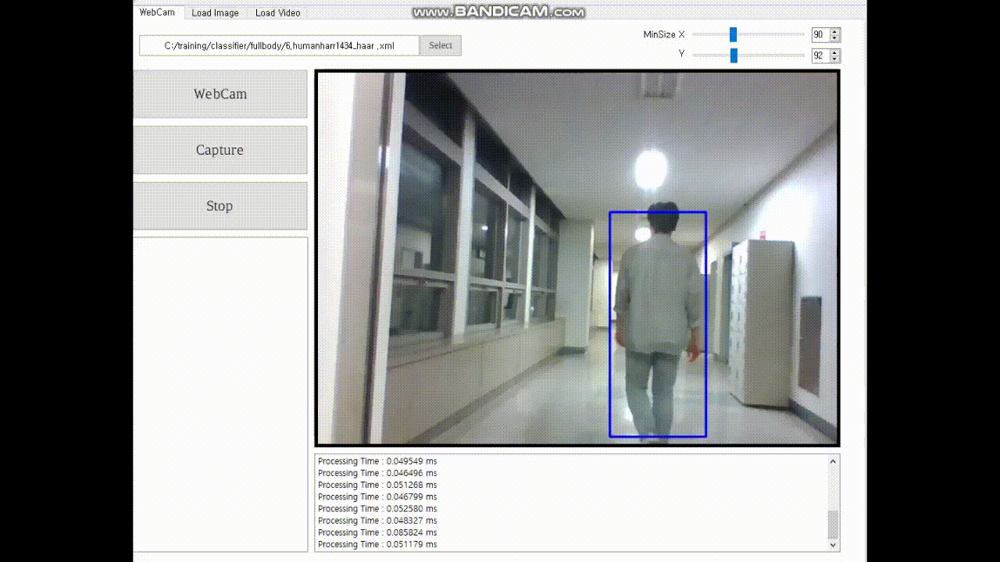 WebCam
Load Image
Load Video
www.BANDICAM.com
C:/training/classifier/fullbody/6,humanharr1434_haar .xml
Select
MinSize X
90
Y
92
WebCam
Capture
Stop
Processing Time : 0.049549 ms
Processing Time : 0.046496 ms
Processing Time : 0.051268 ms
Processing Time : 0.046799 ms
Processing Time : 0.052580 ms
Processing Time : 0.048327 ms
Processing Time : 0.085824 ms
Processing Time : 0.051179 ms